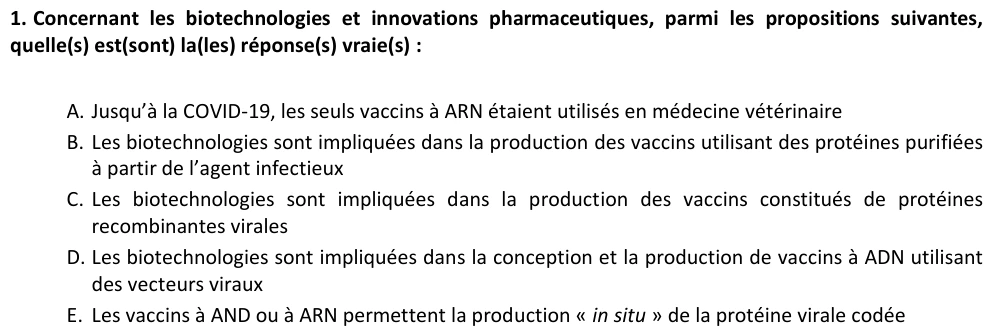 1. Concernant les biotechnologies et innovations pharmaceutiques, parmi les propositions suivantes,
quelle(s) est(sont) la(les) réponse(s) vraie(s) :
A. Jusqu’à la COVID-19, les seuls vaccins à ARN étaient utilisés en médecine vétérinaire
B. Les biotechnologies sont impliquées dans la production des vaccins utilisant des protéines purifiées
à partir de l’agent infectieux
C. Les biotechnologies sont impliquées dans la production des vaccins constitués de protéines
recombinantes virales
D. Les biotechnologies sont impliquées dans la conception et la production de vaccins à ADN utilisant
des vecteurs viraux
E. Les vaccins à AND ou à ARN permettent la production « in situ » de la protéine virale codée